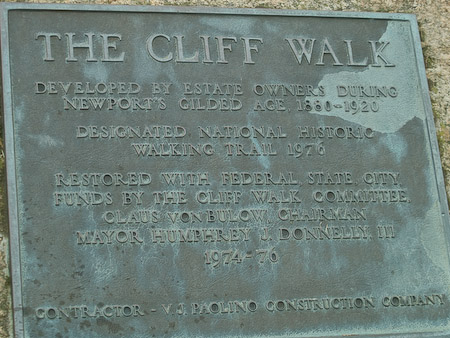 THE CLIFF WALK
DEVELOPED BY ESTATE OWNERS DURING
NEWPORT'S GILDED AGE 1880-1920
DESIGNATED NATIONAL HISTORIC
WALKING TRAIL 1976
RESTORED WITH FEDERAL STATE, CITY
FUNDS BY THE CLIFF WALK COMMITTEE,
CLAUS VON BULOW, CHAIRMAN
MAYOR, HUMPHREY J. DONNELLY, III
1974-76
CONTRACTOR - V. J. PAOLINO CONSTRUCTION COMPANY